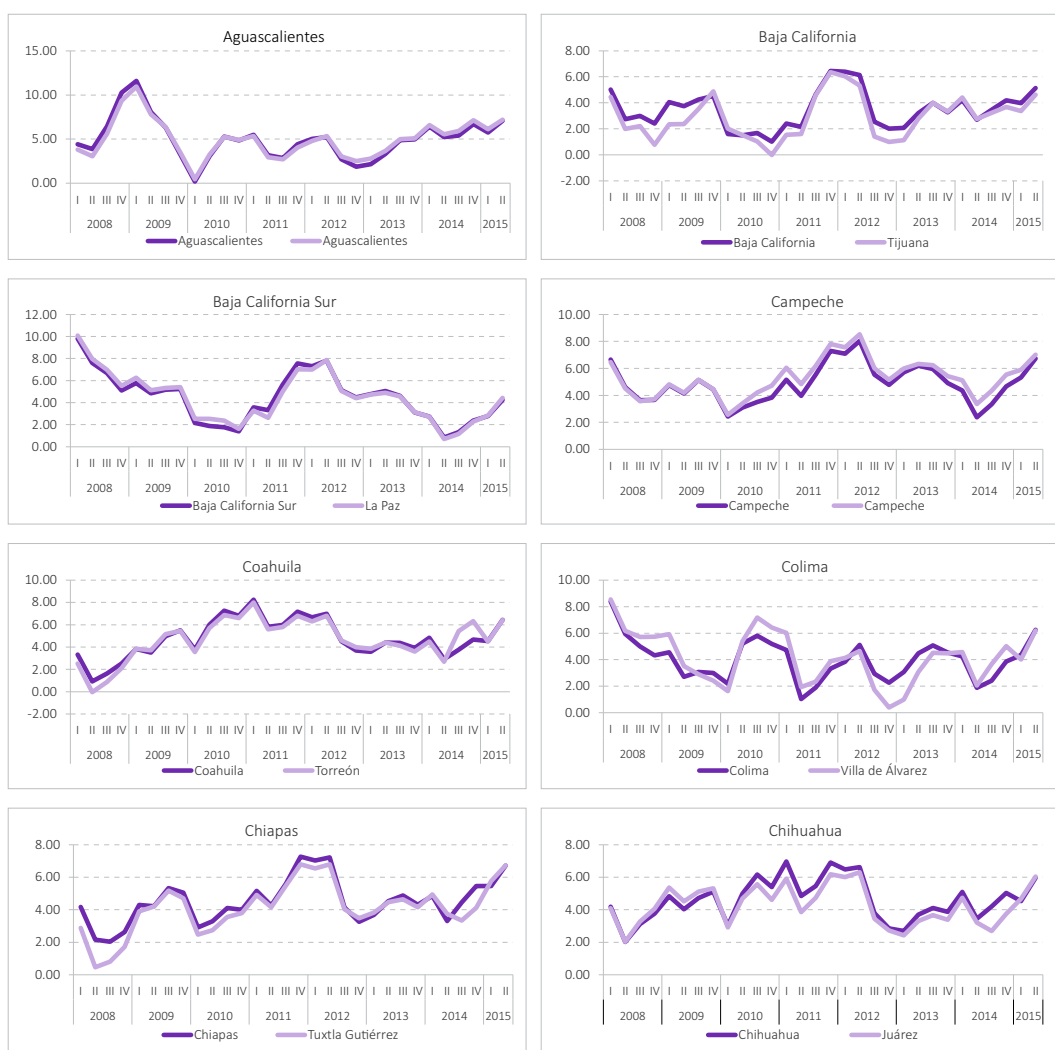 Aguascalientes
15.00
10.00
5.00
0.00
I II III IV I II III IV I II III IV I II III IV I II III IV I II III IV I II III IV I II
2008 2009 2010 2011 2012 2013 2014 2015
Aguascalientes Aguascalientes
Baja California
8.00
6.00
4.00
2.00
0.00
-2.00
I II III IV I II III IV I II III IV I II III IV I II III IV I II III IV I II III IV I II
2008 2009 2010 2011 2012 2013 2014 2015
Baja California Tijuana
Baja California Sur
12.00
10.00
8.00
6.00
4.00
2.00
0.00
I II III IV I II III IV I II III IV I II III IV I II III IV I II III IV I II III IV I II
2008 2009 2010 2011 2012 2013 2014 2015
Baja California Sur La Paz
Campeche
10.00
8.00
6.00
4.00
2.00
0.00
I II III IV I II III IV I II III IV I II III IV I II III IV I II III IV I II III IV I II
2008 2009 2010 2011 2012 2013 2014 2015
Campeche Campeche
Coahuila
10.00
8.00
6.00
4.00
2.00
0.00
-2.00
I II III IV I II III IV I II III IV I II III IV I II III IV I II III IV I II III IV I II
2008 2009 2010 2011 2012 2013 2014 2015
Coahuila Torreón
Colima
10.00
8.00
6.00
4.00
2.00
0.00
I II III IV I II III IV I II III IV I II III IV I II III IV I II III IV I II III IV I II
2008 2009 2010 2011 2012 2013 2014 2015
Colima Villa de Álvarez
Chiapas
8.00
6.00
4.00
2.00
0.00
I II III IV I II III IV I II III IV I II III IV I II III IV I II III IV I II III IV I II
2008 2009 2010 2011 2012 2013 2014 2015
Chiapas Tuxtla Gutiérrez
Chihuahua
8.00
6.00
4.00
2.00
0.00
I II III IV I II III IV I II III IV I II III IV I II III IV I II III IV I II III IV I II
2008 2009 2010 2011 2012 2013 2014 2015
Chihuahua Juárez